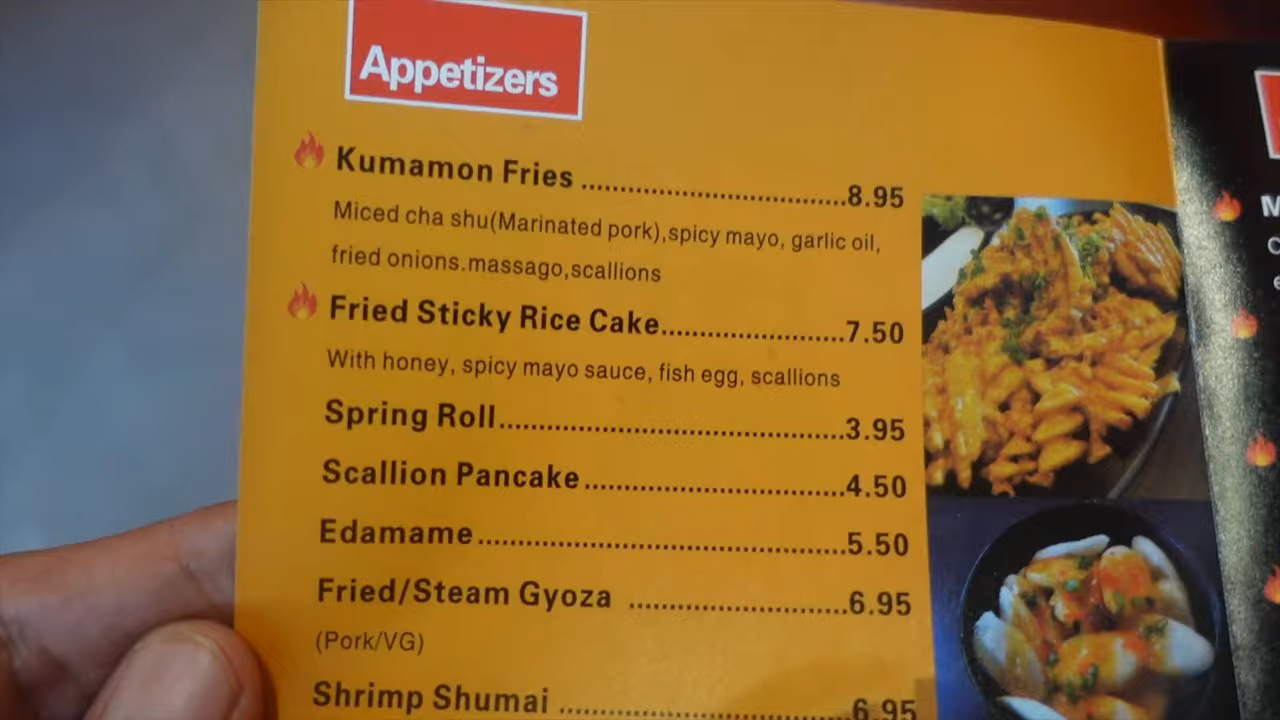 Appetizers
Kumamon Fries ........................................8.95
Miced cha shu(Marinated pork),spicy mayo, garlic oil,
fried onions.massago,scallions
Fried Sticky Rice Cake...........................7.50
With honey, spicy mayo sauce, fish egg, scallions
Spring Roll....................................................3.95
Scallion Pancake.......................................4.50
Edamame.......................................................5.50
Fried/Steam Gyoza .................................6.95
(Pork/VG)
Shrimp Shumai ............................................6.95